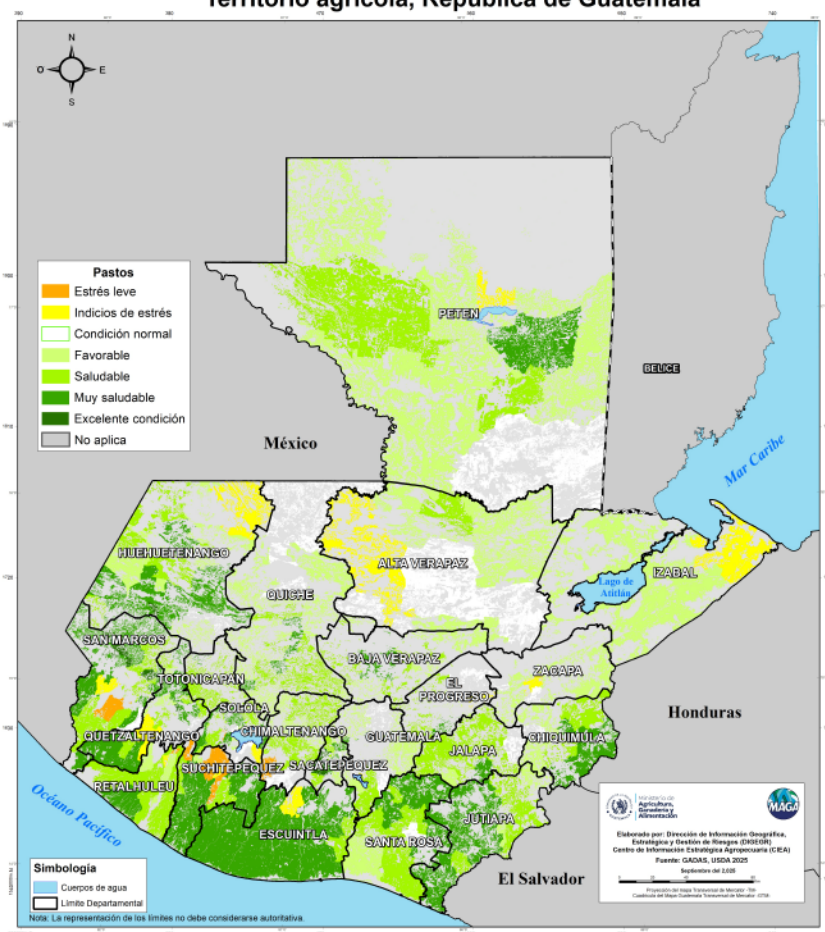 Territorio agrícola, República de Guatemala
N
O
E
S
Pastos
Estrés leve
Indicios de estrés
Condición normal
Favorable
Saludable
Muy saludable
Excelente condición
No aplica
PETEN
BELICE
México
Mar Caribe
HUEHUETENANGO
ALTA VERAPAZ
QUICHE
Lago de
Atitlán
IZABAL
SAN MARCOS
BAJA VERAPAZ
ZACAPA
TOTONICAPAN
EL
PROGRESO
SOLOLA
Honduras
QUETZALTENANGO
CHIMALTENANGO
GUATEMALA
CHIQUIMULA
JALAPA
SUCHITEPEQUEZ
SACATEPEQUEZ
RETALHULEU
Océano Pacífico
ESCUINTLA
SANTA ROSA
JUTIAPA
El Salvador
Ministerio de
Agricultura,
Ganadería y
Alimentación
MAGA
Elaborado por: Dirección de Información Geográfica,
Estratégica y Gestión de Riesgos (DIGEGR)
Centro de Información Estratégica Agropecuaria (CIEA)
Fuente: GADAS, USDA 2025
Septiembre del 2,025
Simbología
Cuerpos de agua
Límite Departamental
Nota: La representación de los límites no debe considerarse autoritativa.